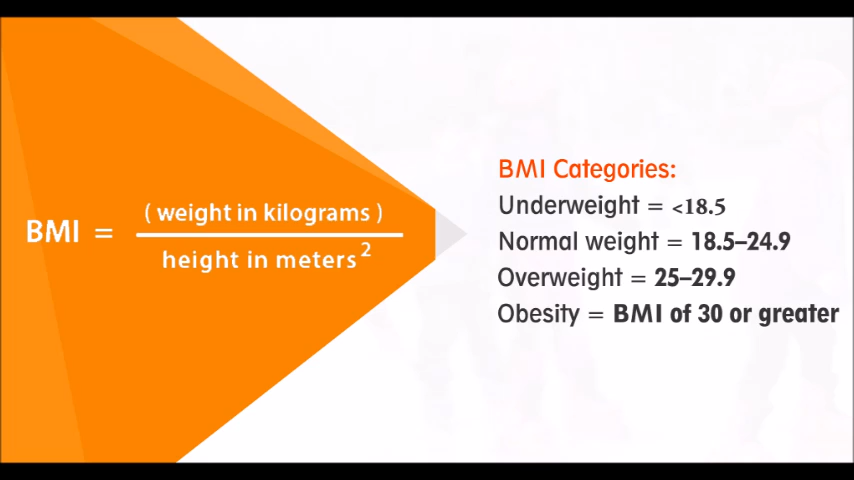 BMI = ( weight in kilograms )
height in meters 2
BMI Categories:
Underweight = <18.5
Normal weight = 18.5–24.9
Overweight = 25–29.9
Obesity = BMI of 30 or greater